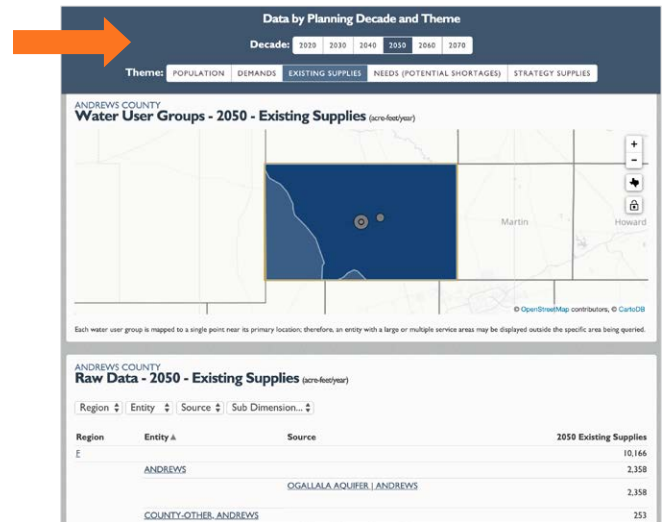 Data by Planning Decade and Theme
Decade: 2020 2030 2040 2050 2060 2070
Theme: POPULATION DEMANDS EXISTING SUPPLIES NEEDS (POTENTIAL SHORTAGES) STRATEGY SUPPLIES
ANDREWS COUNTY
Water User Groups - 2050 - Existing Supplies (acre-feet/year)
+
−
Martin
Howard
© OpenStreetMap contributors, © CartoDB
Each water user group is mapped to a single point near its primary location; therefore, an entity with a large or multiple service areas may be displayed outside the specific area being queried.
ANDREWS COUNTY
Raw Data - 2050 - Existing Supplies (acre-feet/year)
Region Entity Source Sub Dimension...
Region Entity ▲ Source 2050 Existing Supplies
F 10,166
ANDREWS 2,358
OGALLALA AQUIFER | ANDREWS 2,358
COUNTY-OTHER, ANDREWS 253